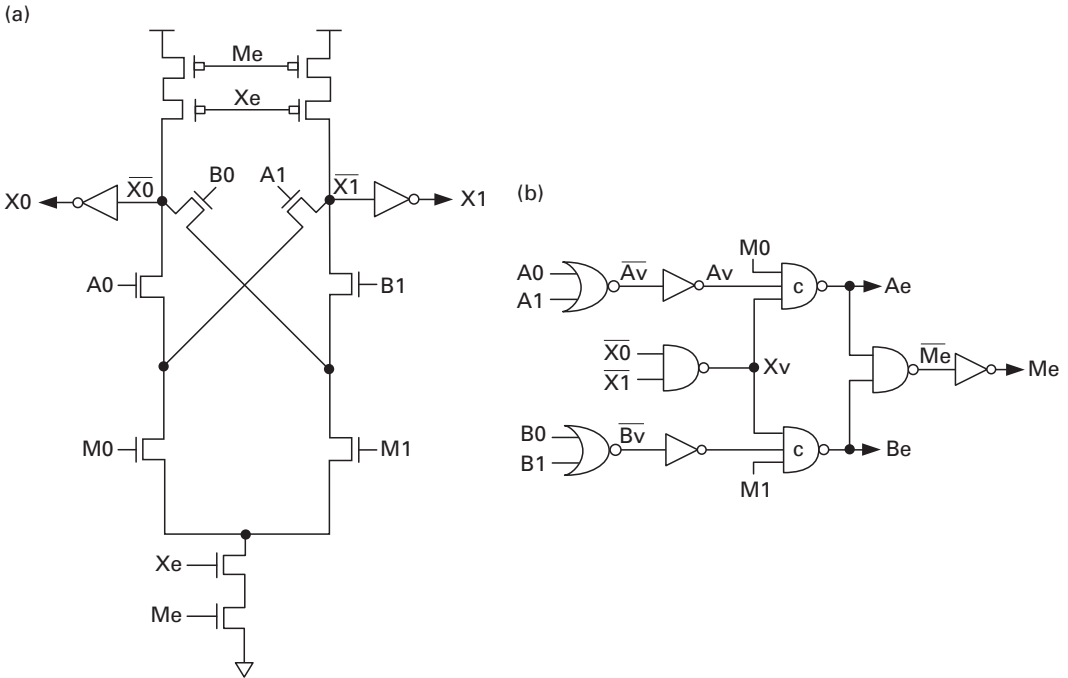 (a)
Me
Xe
B0 A1
X0 X̅0̅ X̅1̅ X1
A0 B1
M0 M1
Xe
Me
(b)
M0
A0 A̅v̅ Av
A1 c Ae
X̅0̅ M̅e̅
X̅1̅ Xv Me
B0 B̅v̅
B1 c Be
M1